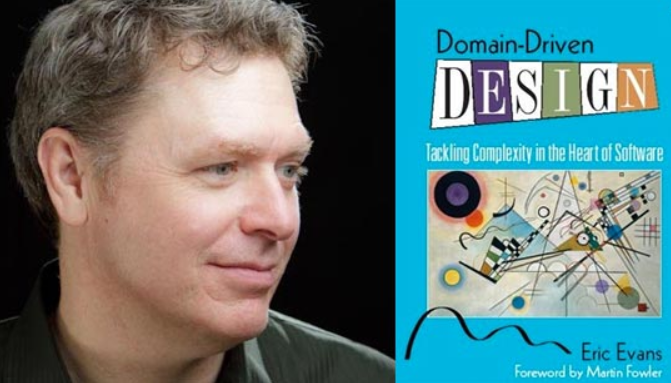 Domain-Driven
DESIGN
Tackling Complexity in the Heart of Software
Eric Evans
Foreword by Martin Fowler